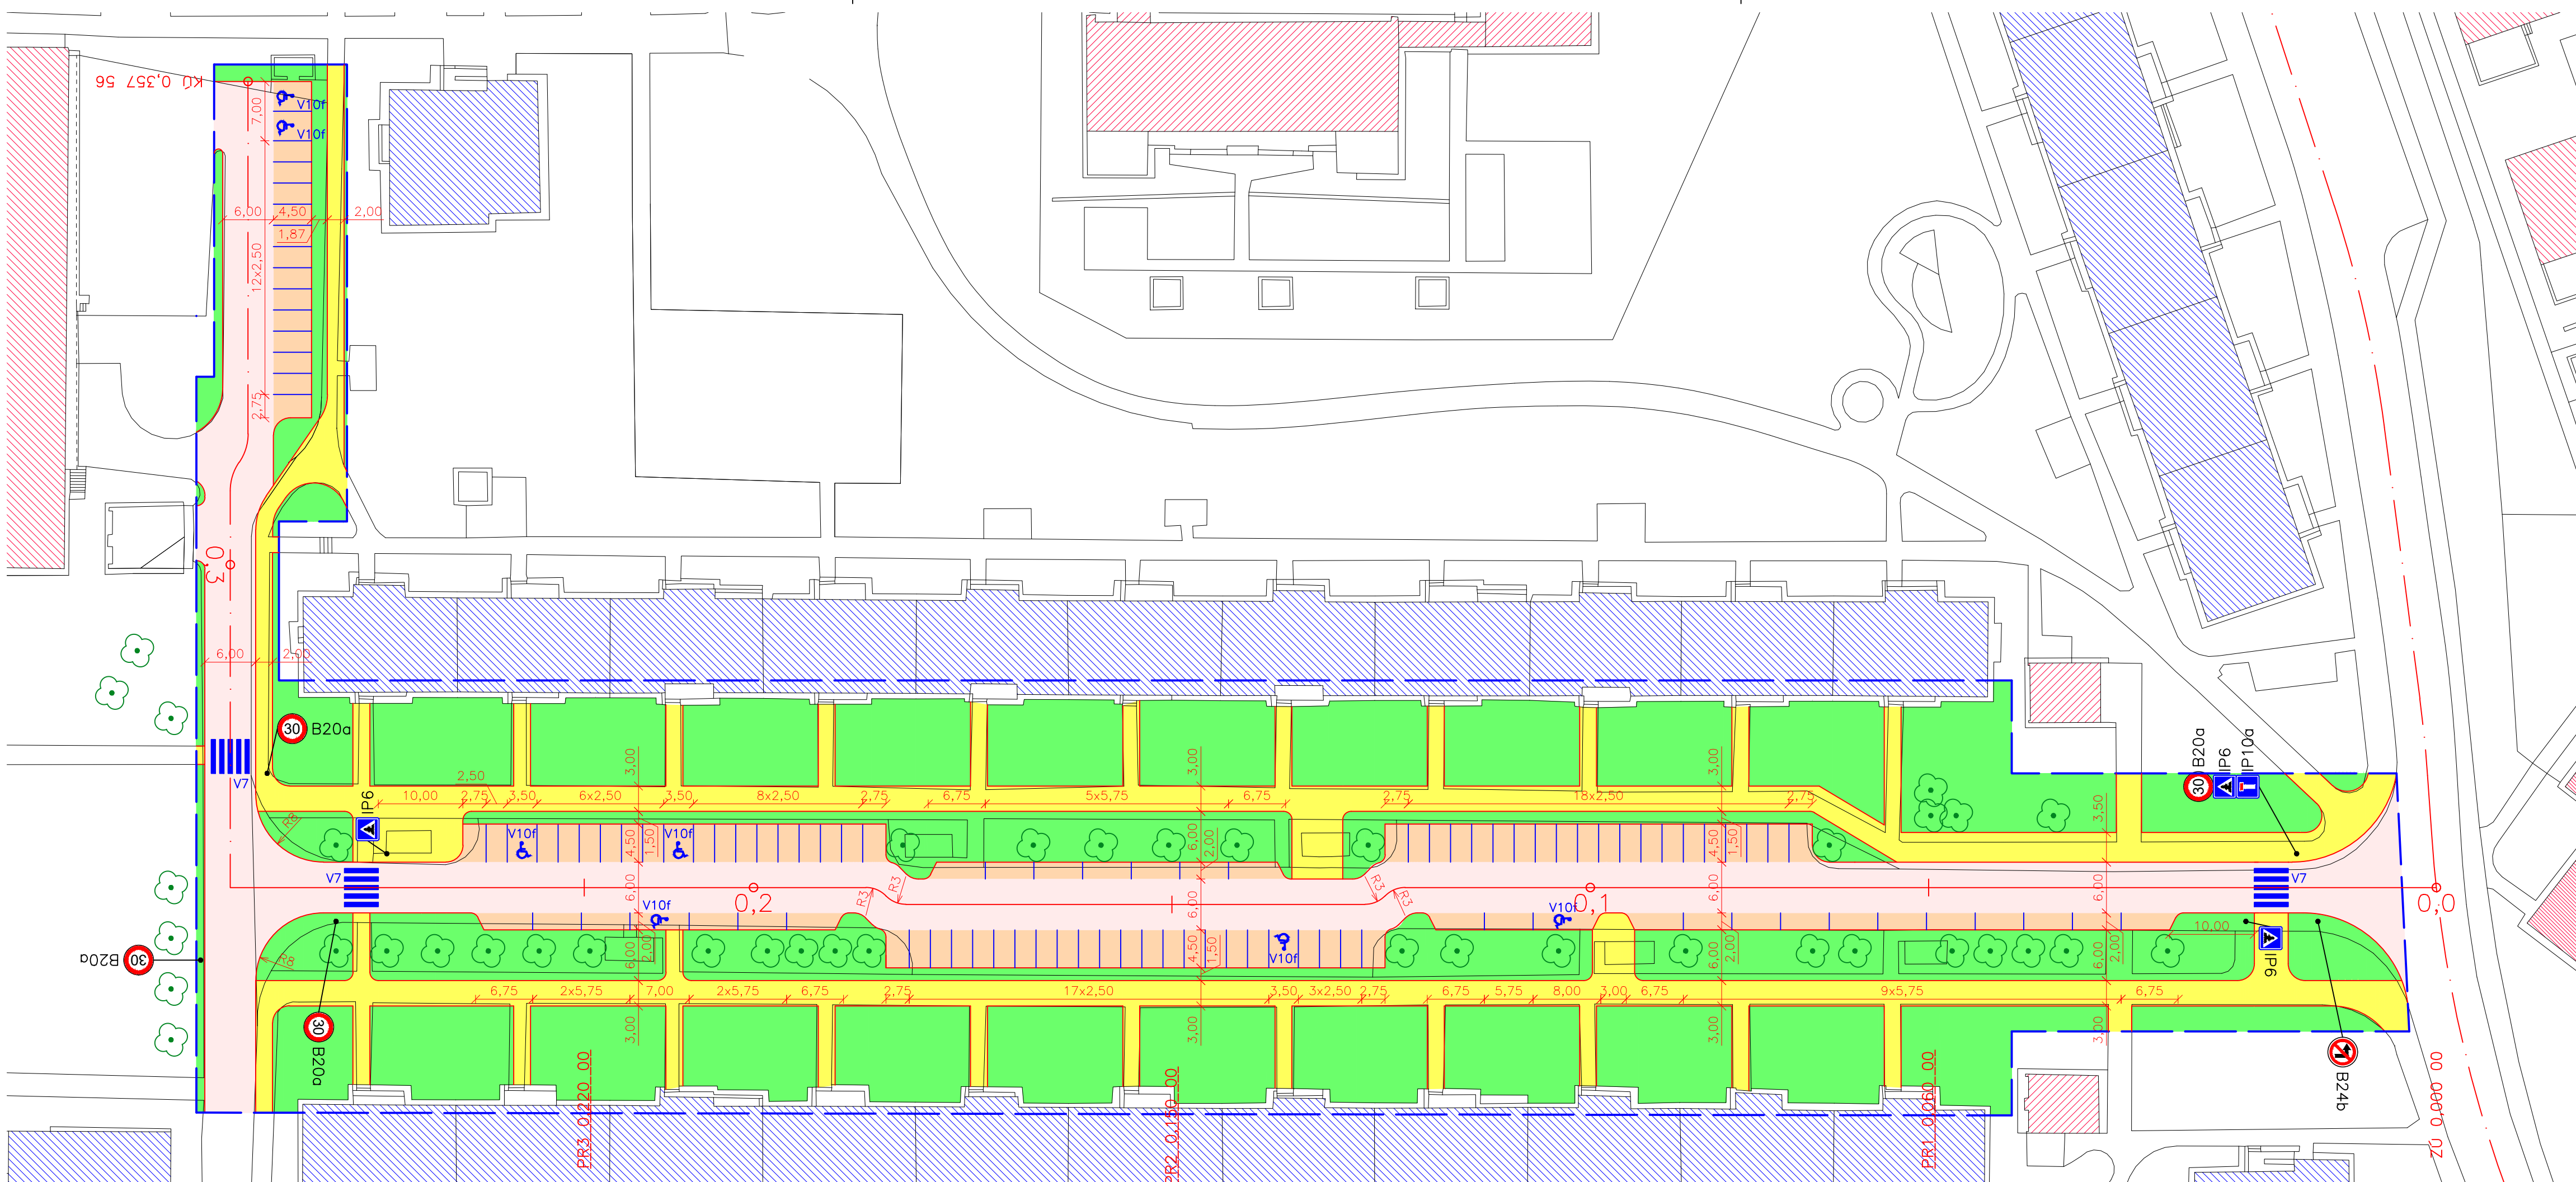 KÚ 0,357 56
V10f
V10f
7,00
6,00
4,50
2,00
1,87
12x2,50
2,75
0,3
6,00
2,00
30
B20a
V7
R8
IP6
V7
10,00
2,50
2,75
3,50
6x2,50
3,50
8x2,50
2,75
6,75
5x5,75
6,75
2,75
18x2,50
2,75
3,00
3,00
3,00
3,50
V10f
V10f
4,50
1,50
6,00
2,00
4,50
1,50
30
B20a
IP6
IP10a
R3
R3
R3
R3
6,00
6,00
6,00
6,00
0,2
0,1
0,0
V7
V10f
V10f
V10f
6,00
2,00
4,50
1,50
6,00
2,00
6,00
2,00
10,00
IP6
30
B20a
R8
6,75
2x5,75
7,00
2x5,75
6,75
2,75
17x2,50
3,50
3x2,50
2,75
6,75
5,75
8,00
3,00
6,75
9x5,75
6,75
3,00
3,00
3,00
3,00
30
B20a
B24b
PR3 0,220 00
PR2 0,150 00
PR1 0,060 00
ZÚ 0,000 00